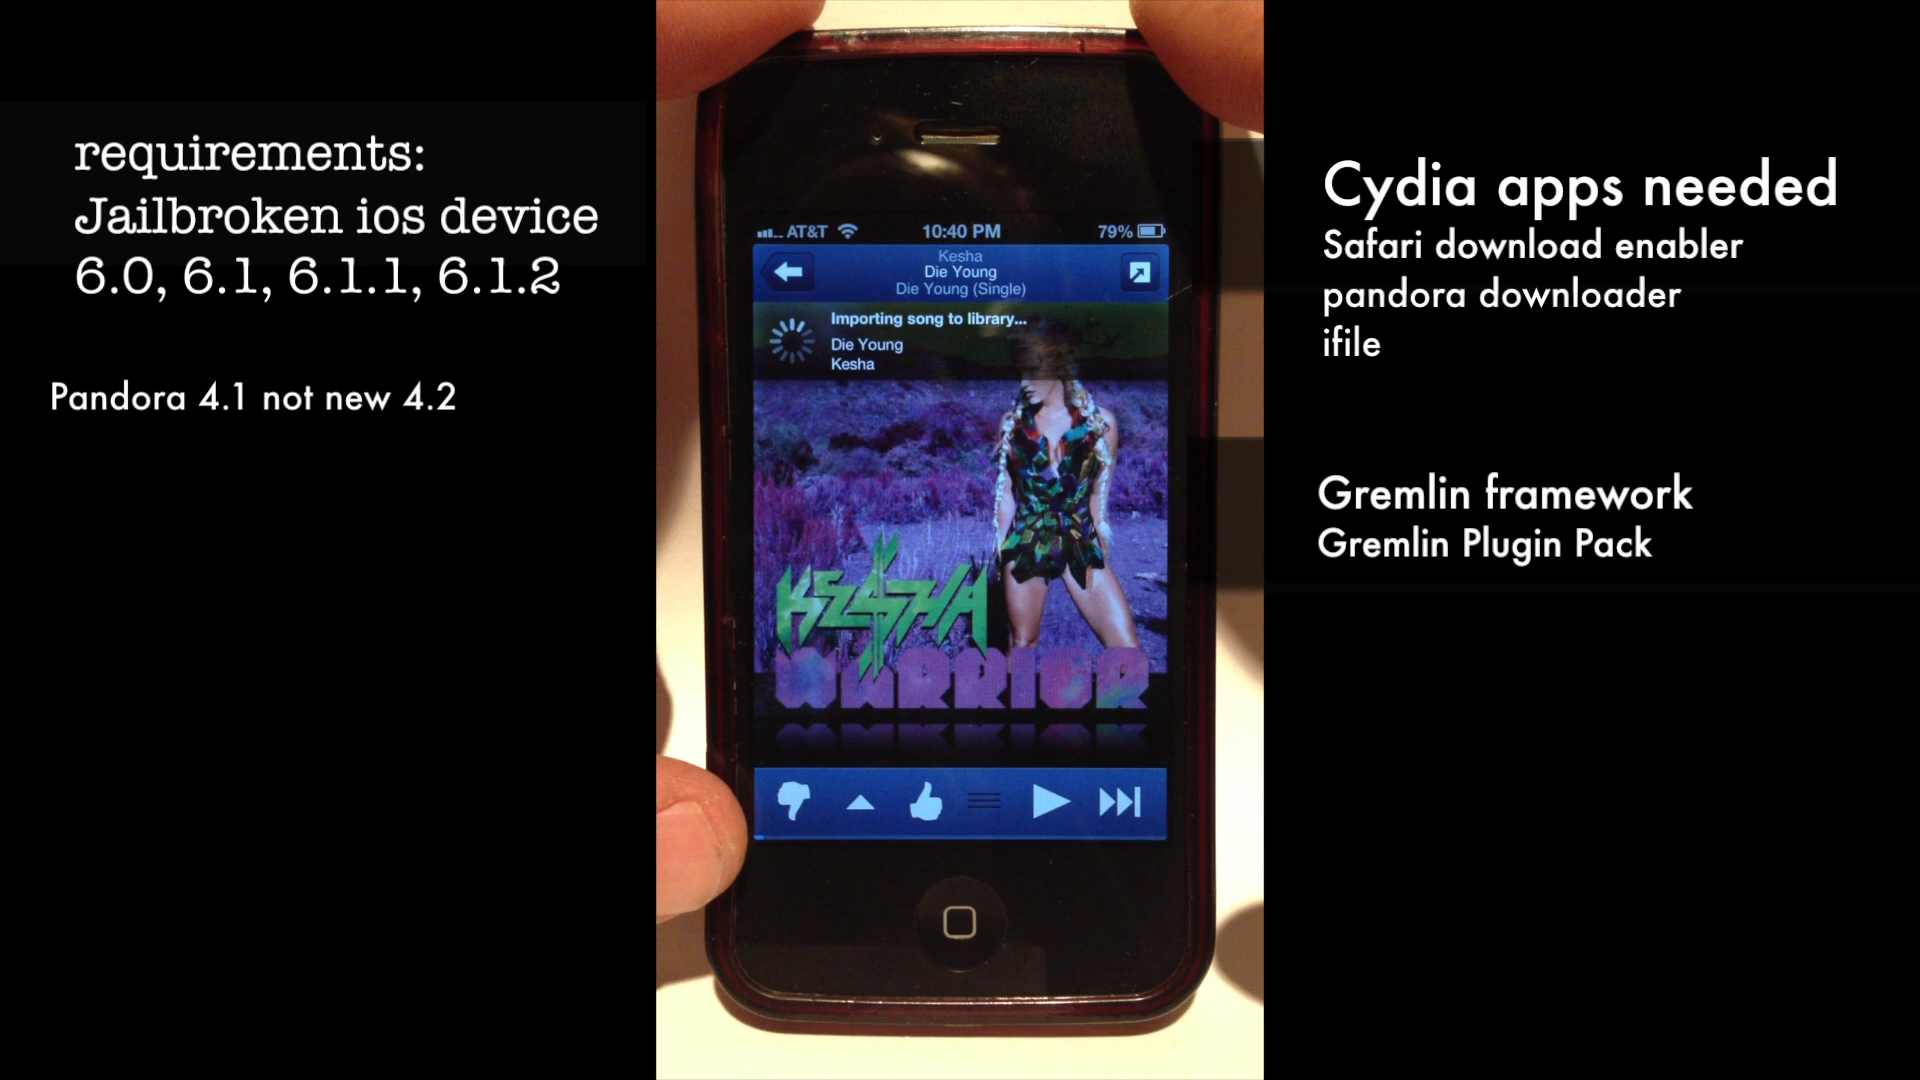 requirements:
Jailbroken ios device
6.0, 6.1, 6.1.1, 6.1.2
Pandora 4.1 not new 4.2
AT&T 10:40 PM 79%
Kesha
Die Young
Die Young (Single)
Importing song to library...
Die Young
Kesha
KE$HA
WARRIOR
Cydia apps needed
Safari download enabler
pandora downloader
ifile
Gremlin framework
Gremlin Plugin Pack